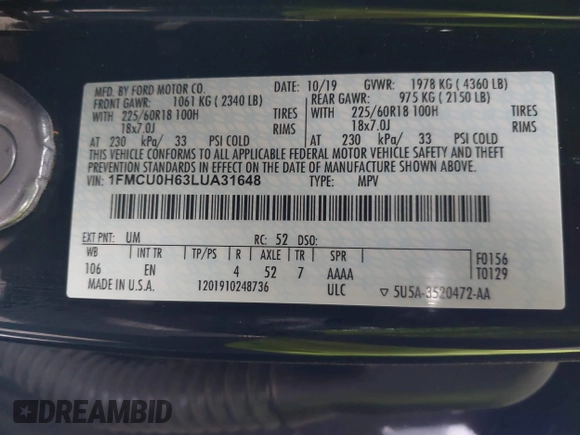 MFD. BY FORD MOTOR CO.
DATE: 10/19 GVWR: 1978 KG ( 4360 LB)
FRONT GAWR: 1061 KG ( 2340 LB)
REAR GAWR: 975 KG ( 2150 LB)
WITH 225/60R18 100H TIRES
WITH 225/60R18 100H TIRES
18x7.0J RIMS
18x7.0J RIMS
AT 230 kPa/ 33 PSI COLD
AT 230 kPa/ 33 PSI COLD
THIS VEHICLE CONFORMS TO ALL APPLICABLE FEDERAL MOTOR VEHICLE SAFETY AND THEFT
PREVENTION STANDARDS IN EFFECT ON THE DATE OF MANUFACTURE SHOWN ABOVE.
VIN: 1FMCU0H63LUA31648 TYPE: MPV
EXT PNT: UM RC: 52 DSO:
WB INT TR TP/PS R AXLE TR SPR F0156
106 EN 4 52 7 AAAA T0129
MADE IN U.S.A. 1201910248736 ULC ▽ 5U5A-3520472-AA
DREAMBID